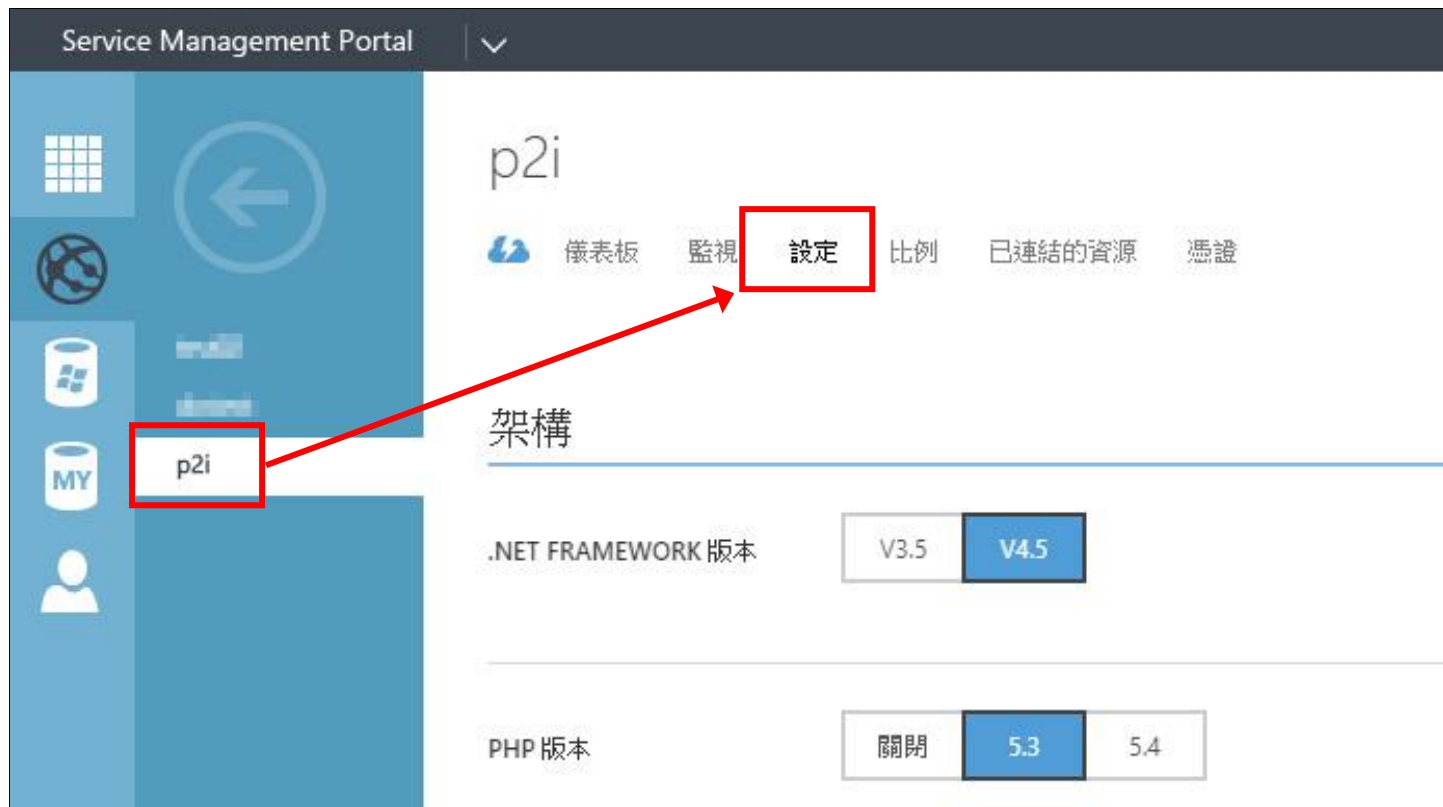 Service Management Portal
p2i
儀表板 監視 設定 比例 已連結的資源 憑證
p2i
MY
架構
.NET FRAMEWORK 版本 V3.5 V4.5
PHP 版本 關閉 5.3 5.4